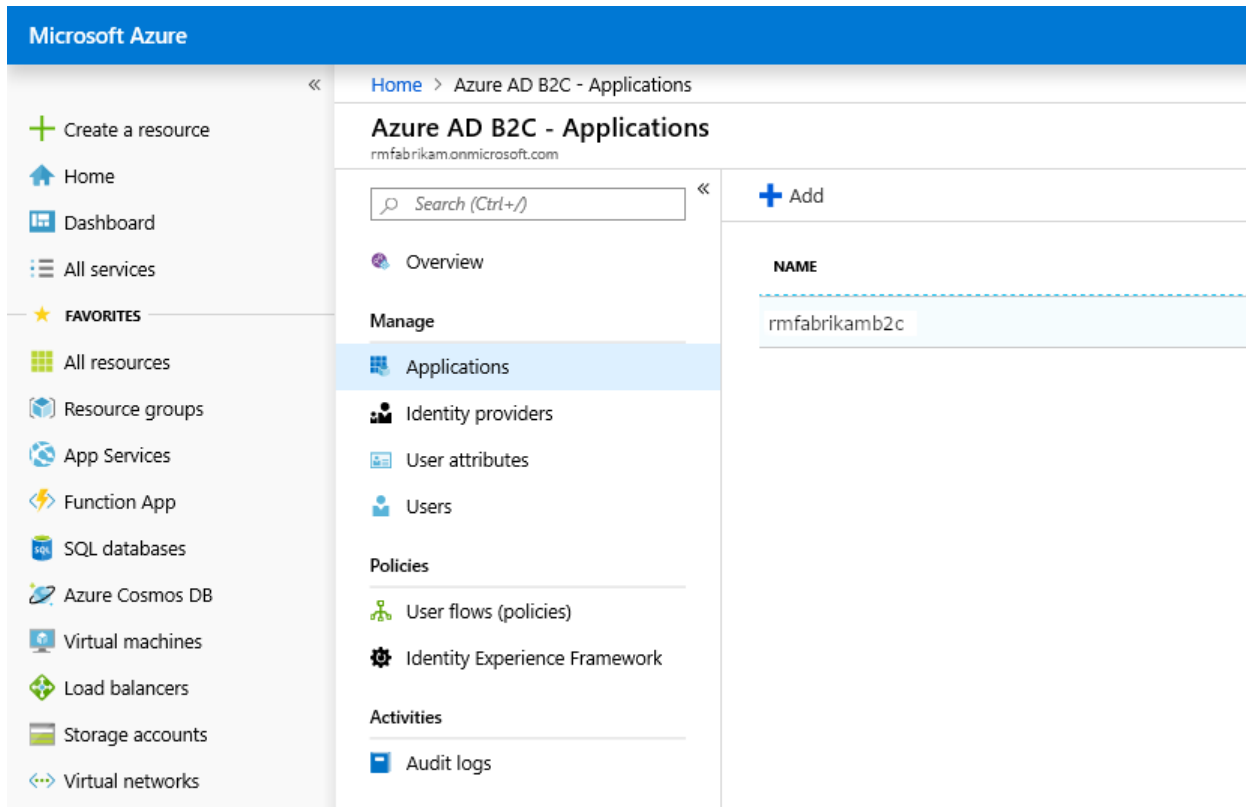 Microsoft Azure
«
Create a resource
Home
Dashboard
All services
FAVORITES
All resources
Resource groups
App Services
Function App
SQL databases
Azure Cosmos DB
Virtual machines
Load balancers
Storage accounts
Virtual networks
Home > Azure AD B2C - Applications
Azure AD B2C - Applications
rmfabrikam.onmicrosoft.com
Search (Ctrl+/)
«
Overview
Manage
Applications
Identity providers
User attributes
Users
Policies
User flows (policies)
Identity Experience Framework
Activities
Audit logs
Add
NAME
rmfabrikamb2c